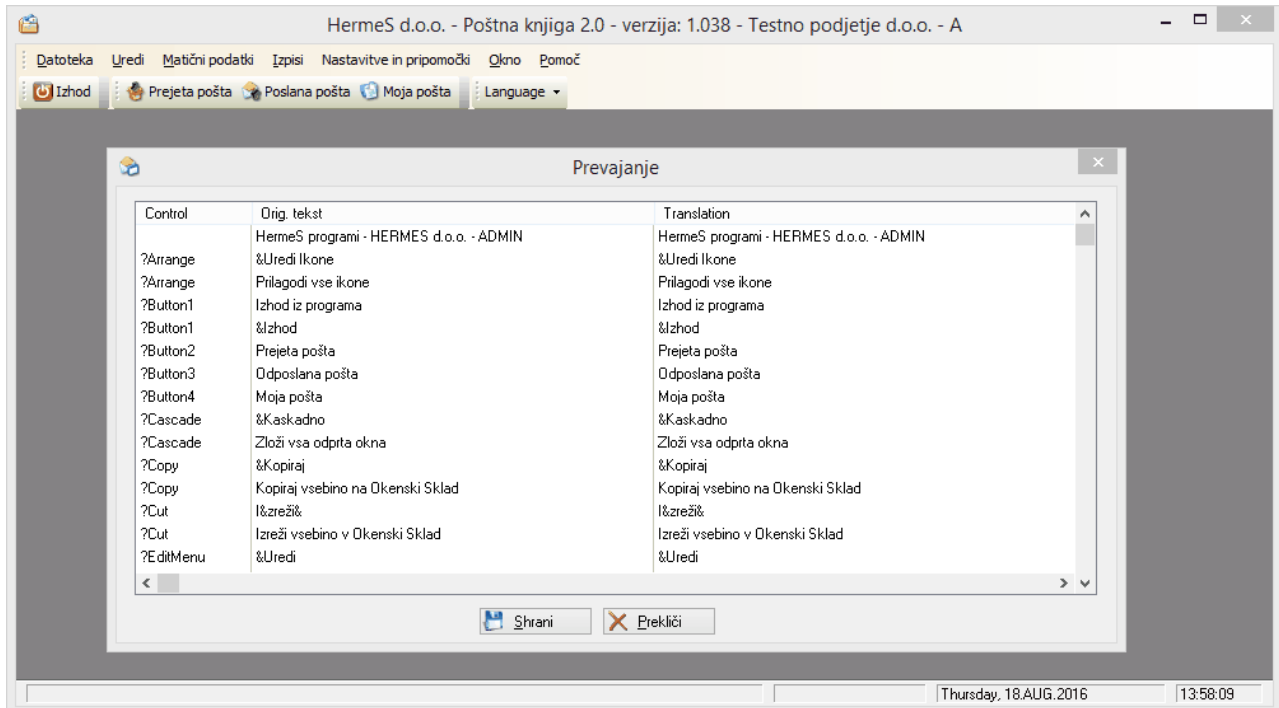 HermeS d.o.o. - Poštna knjiga 2.0 - verzija: 1.038 - Testno podjetje d.o.o. - A
Datoteka Uredi Matični podatki Izpisi Nastavitve in pripomočki Okno Pomoč
Izhod Prejeta pošta Poslana pošta Moja pošta Language
Prevajanje
Control Orig. tekst Translation
HermeS programi - HERMES d.o.o. - ADMIN HermeS programi - HERMES d.o.o. - ADMIN
?Arrange &Uredi Ikone &Uredi Ikone
?Arrange Prilagodi vse ikone Prilagodi vse ikone
?Button1 Izhod iz programa Izhod iz programa
?Button1 &Izhod &Izhod
?Button2 Prejeta pošta Prejeta pošta
?Button3 Odposlana pošta Odposlana pošta
?Button4 Moja pošta Moja pošta
?Cascade &Kaskadno &Kaskadno
?Cascade Zloži vsa odprta okna Zloži vsa odprta okna
?Copy &Kopiraj &Kopiraj
?Copy Kopiraj vsebino na Okenski Sklad Kopiraj vsebino na Okenski Sklad
?Cut I&zreži& I&zreži&
?Cut Izreži vsebino v Okenski Sklad Izreži vsebino v Okenski Sklad
?EditMenu &Uredi &Uredi
Shrani Prekliči
Thursday, 18.AUG.2016 13:58:09